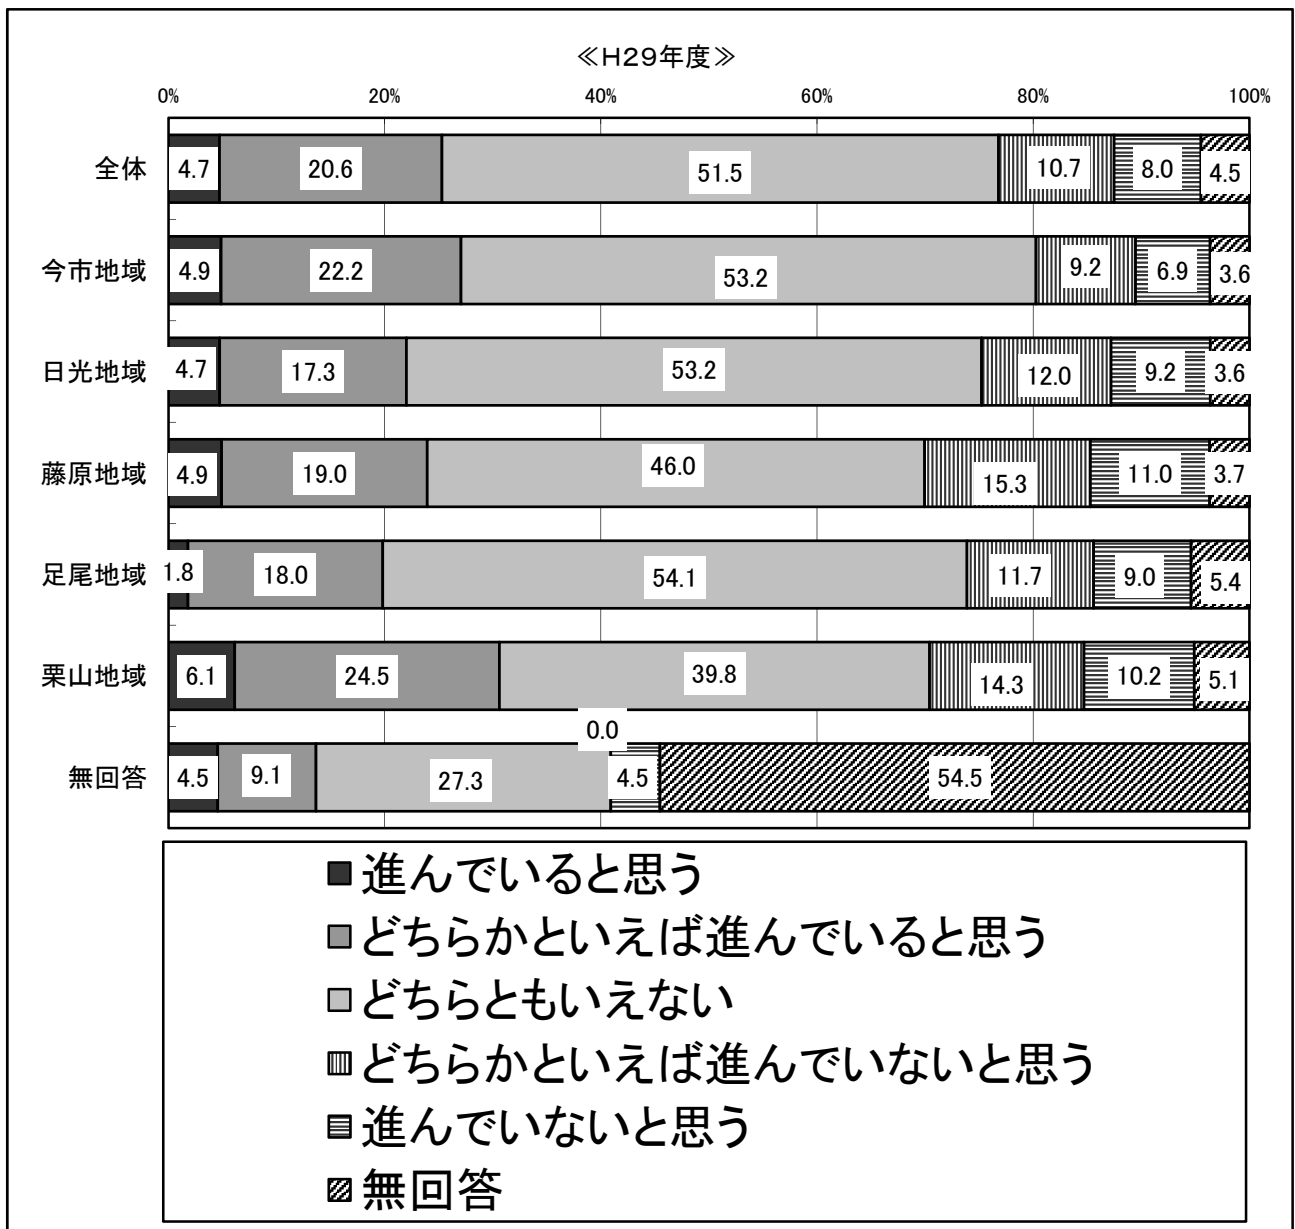 ≪H29年度≫
0% 20% 40% 60% 80% 100%
全体 4.7 20.6 51.5 10.7 8.0 4.5
今市地域 4.9 22.2 53.2 9.2 6.9 3.6
日光地域 4.7 17.3 53.2 12.0 9.2 3.6
藤原地域 4.9 19.0 46.0 15.3 11.0 3.7
足尾地域 1.8 18.0 54.1 11.7 9.0 5.4
栗山地域 6.1 24.5 39.8 14.3 10.2 5.1
0.0
無回答 4.5 9.1 27.3 4.5 54.5
進んでいると思う
どちらかといえば進んでいると思う
どちらともいえない
どちらかといえば進んでいないと思う
進んでいないと思う
無回答